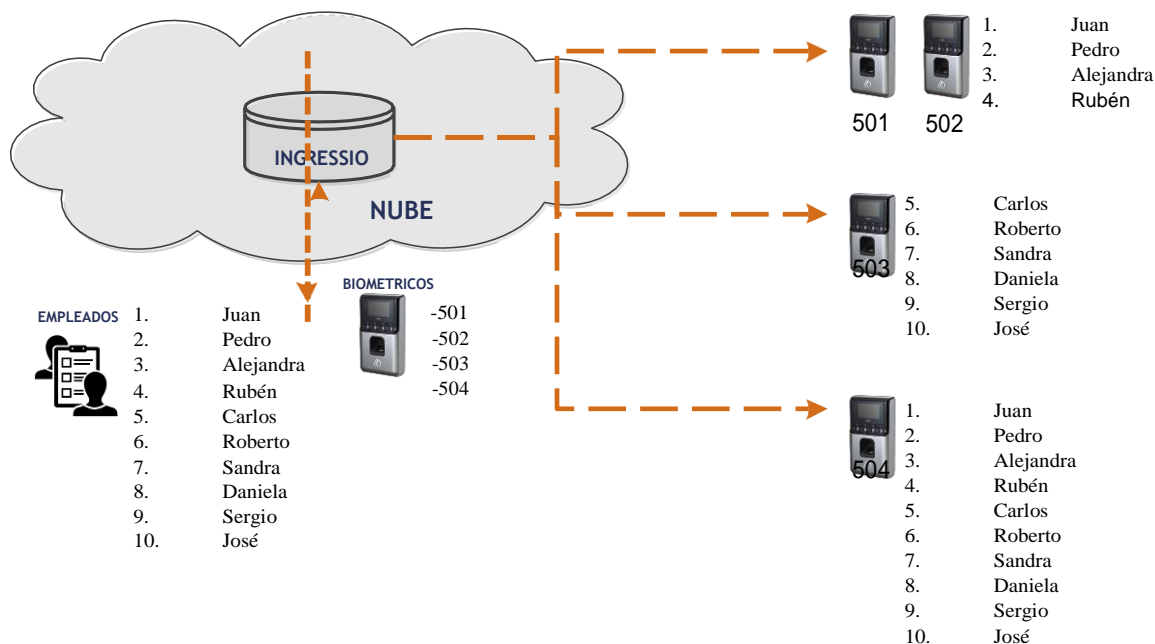 INGRESSIO
NUBE
EMPLEADOS
1. Juan
2. Pedro
3. Alejandra
4. Rubén
5. Carlos
6. Roberto
7. Sandra
8. Daniela
9. Sergio
10. José
BIOMETRICOS
-501
-502
-503
-504
501 502
1. Juan
2. Pedro
3. Alejandra
4. Rubén
503
5. Carlos
6. Roberto
7. Sandra
8. Daniela
9. Sergio
10. José
504
1. Juan
2. Pedro
3. Alejandra
4. Rubén
5. Carlos
6. Roberto
7. Sandra
8. Daniela
9. Sergio
10. José